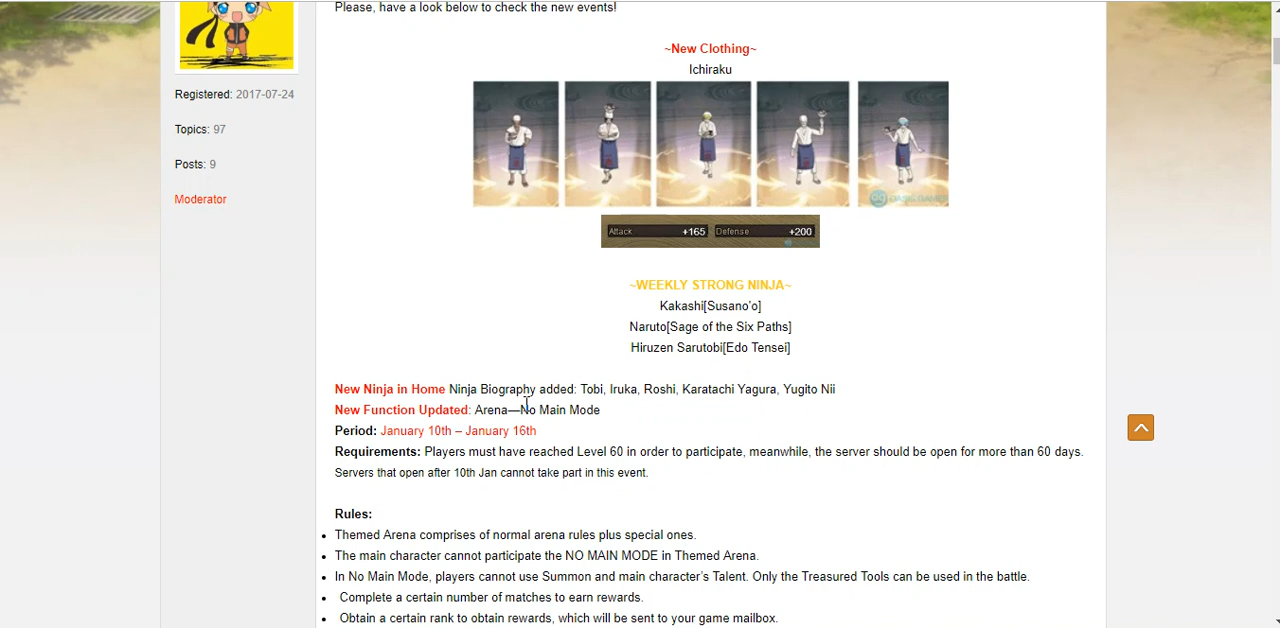 Please, have a look below to check the new events!
~New Clothing~
Ichiraku
Attack +165 Defense +200
Registered: 2017-07-24
Topics: 97
Posts: 9
Moderator
~WEEKLY STRONG NINJA~
Kakashi[Susano'o]
Naruto[Sage of the Six Paths]
Hiruzen Sarutobi[Edo Tensei]
New Ninja in Home Ninja Biography added: Tobi, Iruka, Roshi, Karatachi Yagura, Yugito Nii
New Function Updated: Arena—No Main Mode
Period: January 10th – January 16th
Requirements: Players must have reached Level 60 in order to participate, meanwhile, the server should be open for more than 60 days.
Servers that open after 10th Jan cannot take part in this event.
Rules:
• Themed Arena comprises of normal arena rules plus special ones.
• The main character cannot participate the NO MAIN MODE in Themed Arena.
• In No Main Mode, players cannot use Summon and main character's Talent. Only the Treasured Tools can be used in the battle.
• Complete a certain number of matches to earn rewards.
• Obtain a certain rank to obtain rewards, which will be sent to your game mailbox.